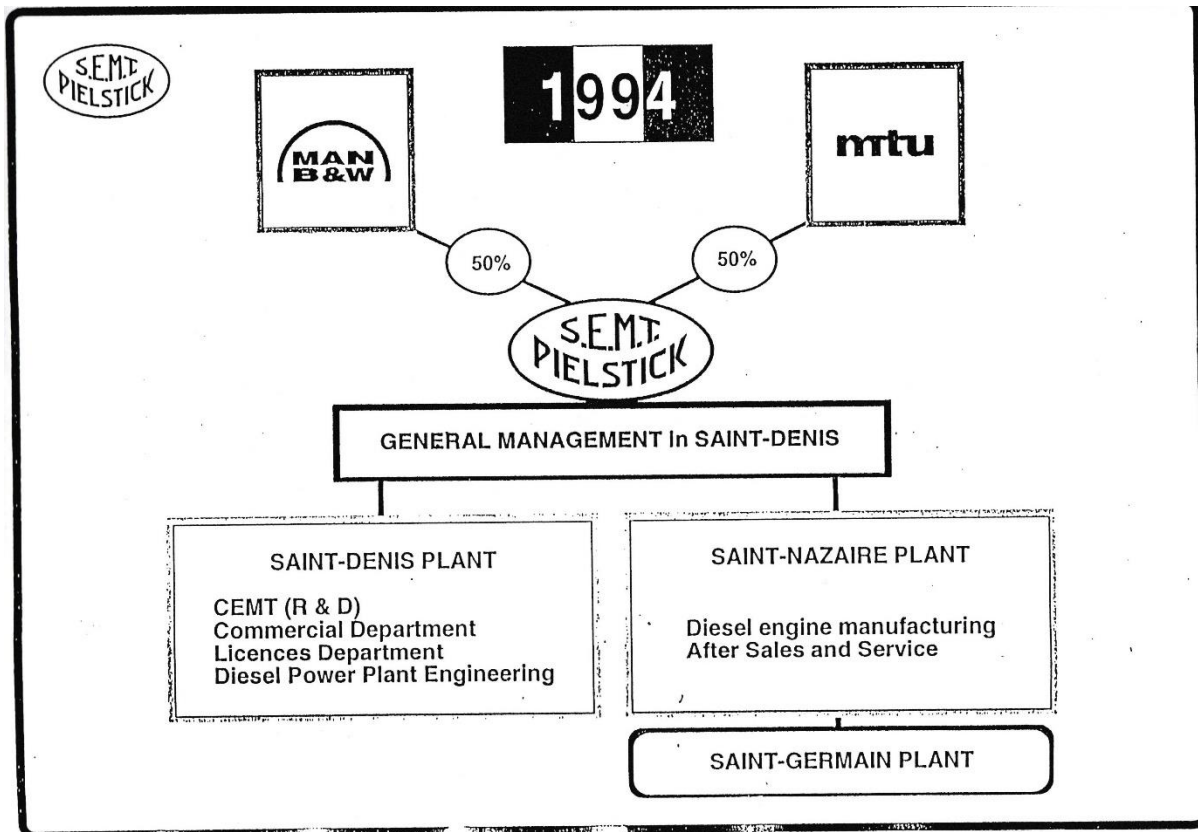 S.E.M.T.
PIELSTICK
1994
MAN
B&W
mtu
50%
50%
S.E.M.T.
PIELSTICK
GENERAL MANAGEMENT in SAINT-DENIS
SAINT-DENIS PLANT
CEMT (R & D)
Commercial Department
Licences Department
Diesel Power Plant Engineering
SAINT-NAZAIRE PLANT
Diesel engine manufacturing
After Sales and Service
SAINT-GERMAIN PLANT